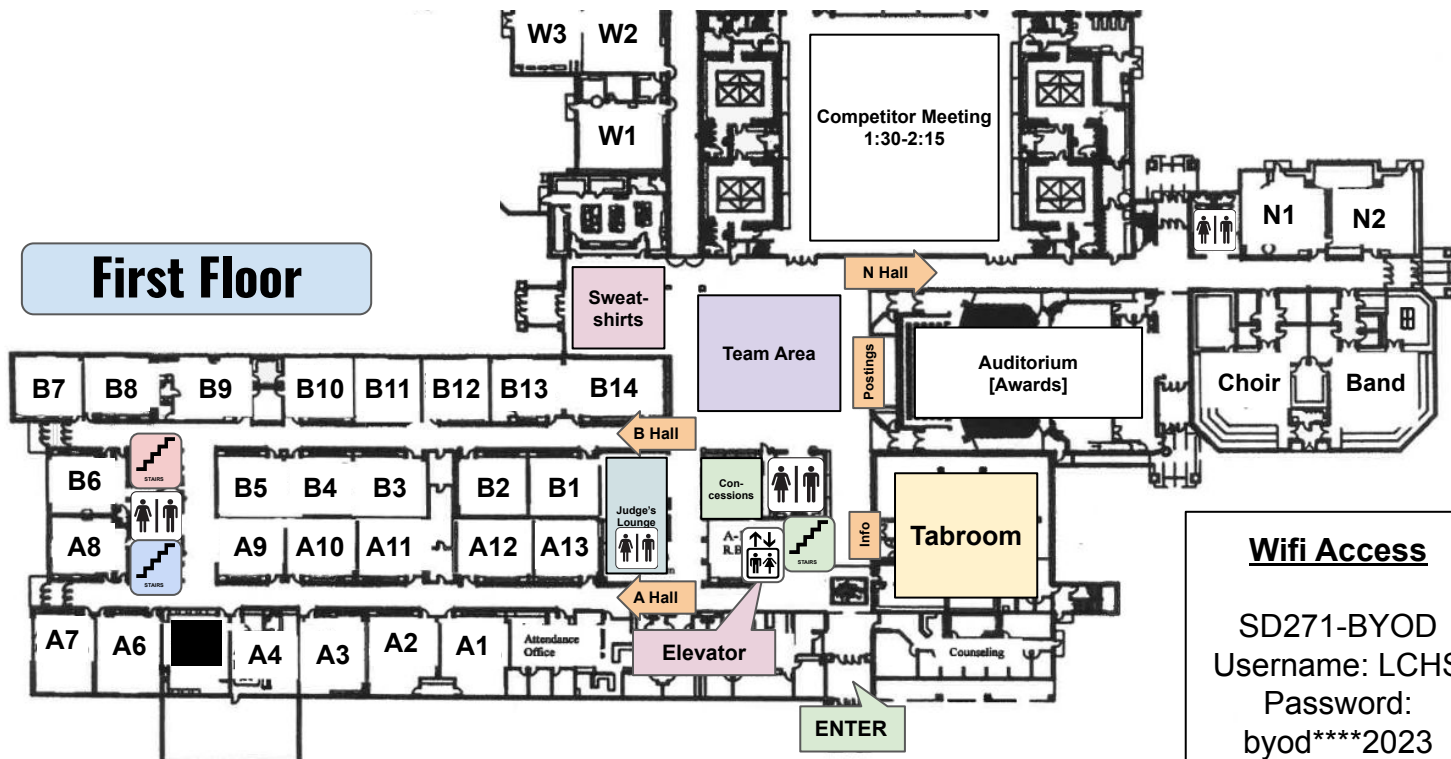 W3
W2
W1
Competitor Meeting
1:30-2:15
N1
N2
First Floor
N Hall
Sweat-
shirts
Team Area
Postings
Auditorium
[Awards]
Choir
Band
B7
B8
B9
B10
B11
B12
B13
B14
B Hall
STAIRS
B6
B5
B4
B3
B2
B1
Judge's
Lounge
Con-
cessions
A8
STAIRS
A9
A10
A11
A12
A13
STAIRS
Info
Tabroom
A Hall
A7
A6
A4
A3
A2
A1
Attendance
Office
Elevator
Counseling
ENTER
Wifi Access
SD271-BYOD
Username: LCHS
Password:
byod****2023